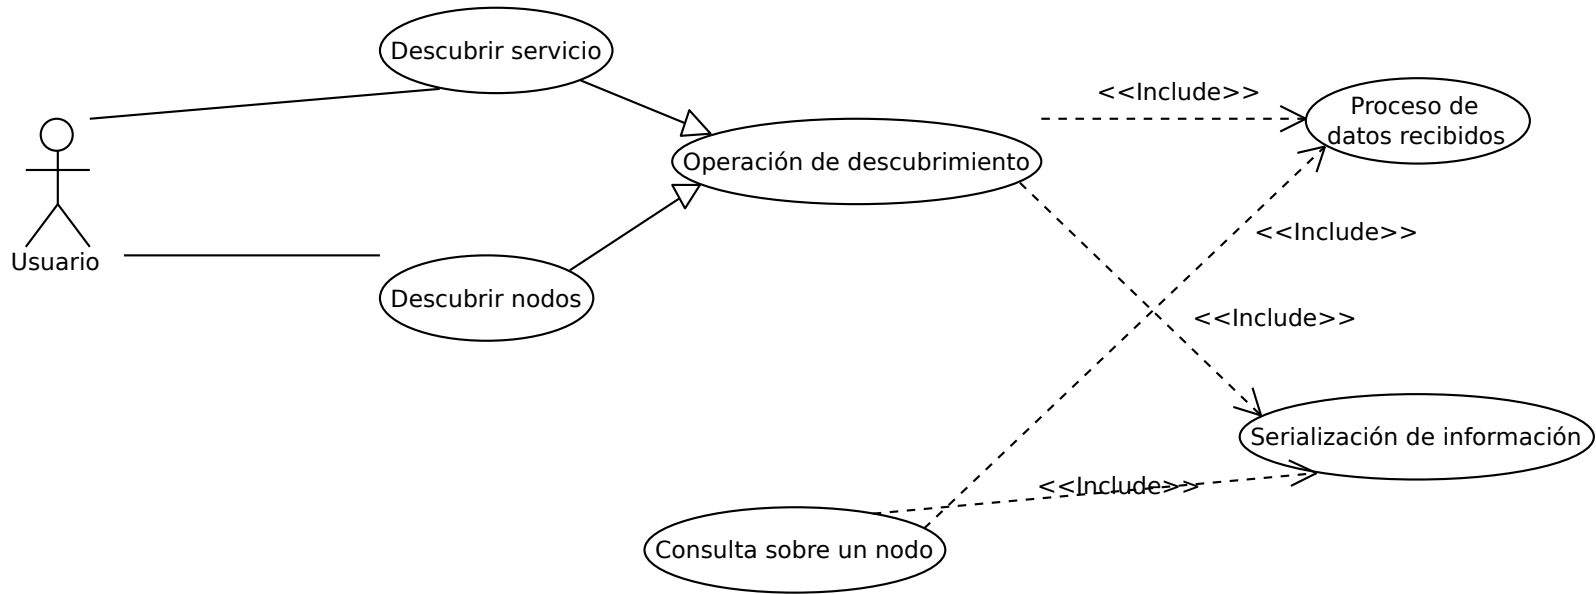 Descubrir servicio
<<Include>>
Proceso de
datos recibidos
Operación de descubrimiento
<<Include>>
Usuario
Descubrir nodos
<<Include>>
Serialización de información
<<Include>>
Consulta sobre un nodo